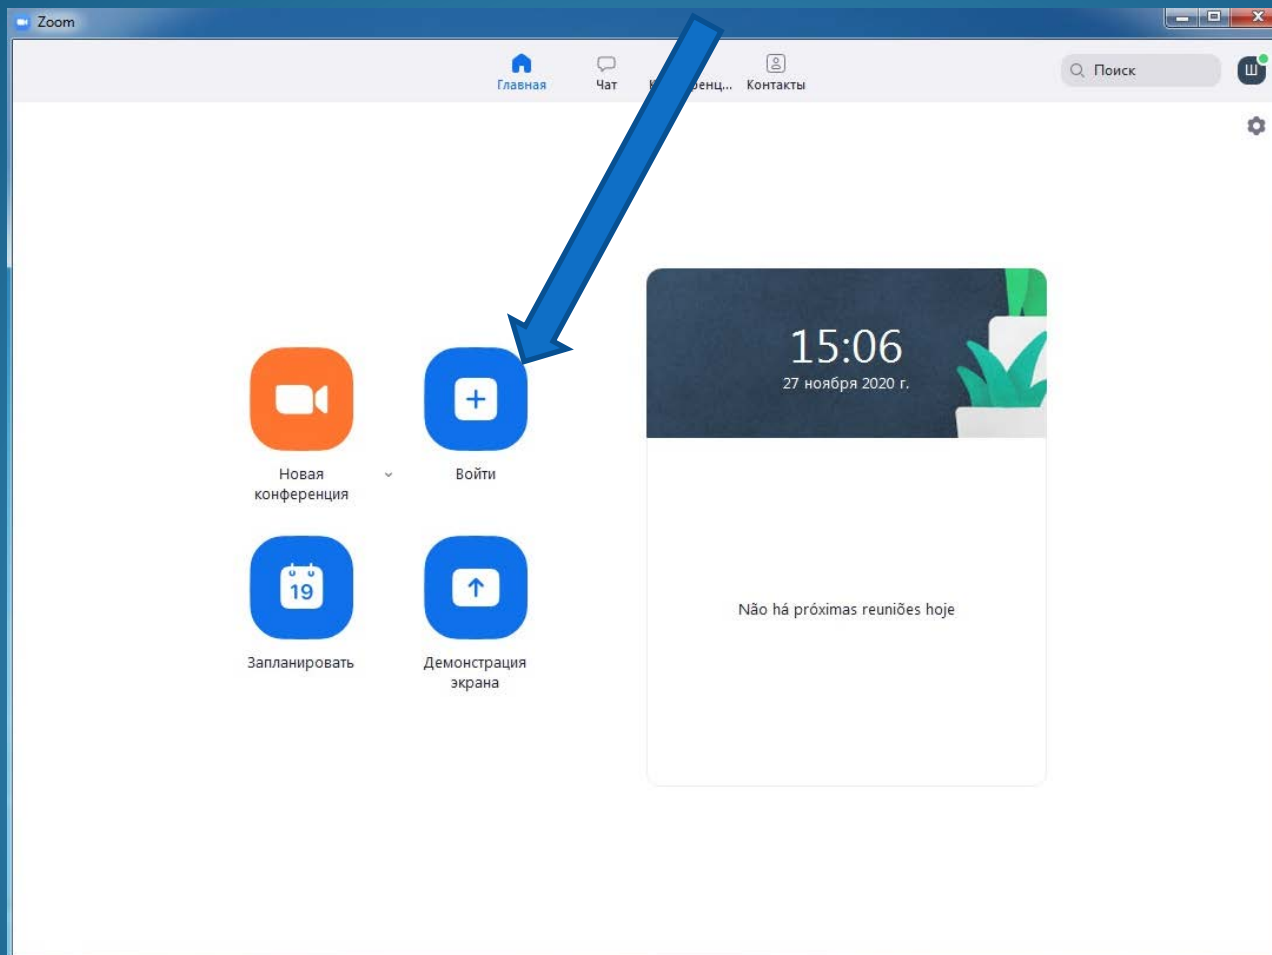 Zoom
Главная
Чат
Контакты
Поиск
Ш
15:06
27 ноября 2020 г.
Новая
конференция
Войти
19
Запланировать
Демонстрация
экрана
Não há próximas reuniões hoje